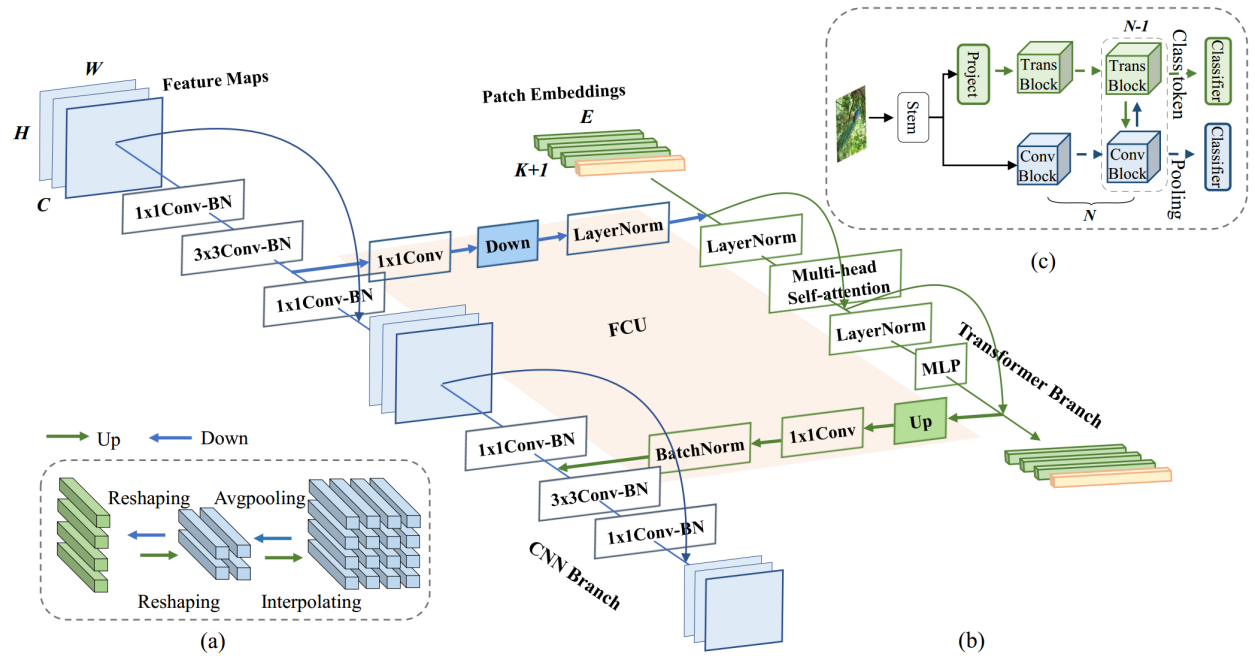 W
Feature Maps
H
C
1x1Conv-BN
3x3Conv-BN
1x1Conv-BN
Patch Embeddings
E
K+1
1x1Conv
Down
LayerNorm
FCU
LayerNorm
Multi-head
Self-attention
LayerNorm
MLP
Transformer Branch
Up
1x1Conv
BatchNorm
1x1Conv-BN
3x3Conv-BN
1x1Conv-BN
CNN Branch
(b)
Up
Down
Reshaping
Avgpooling
Reshaping
Interpolating
(a)
Stem
Project
Trans
Block
N-1
Trans
Block
Class token
Classifier
Conv
Block
Conv
Block
Pooling
Classifier
N
(c)